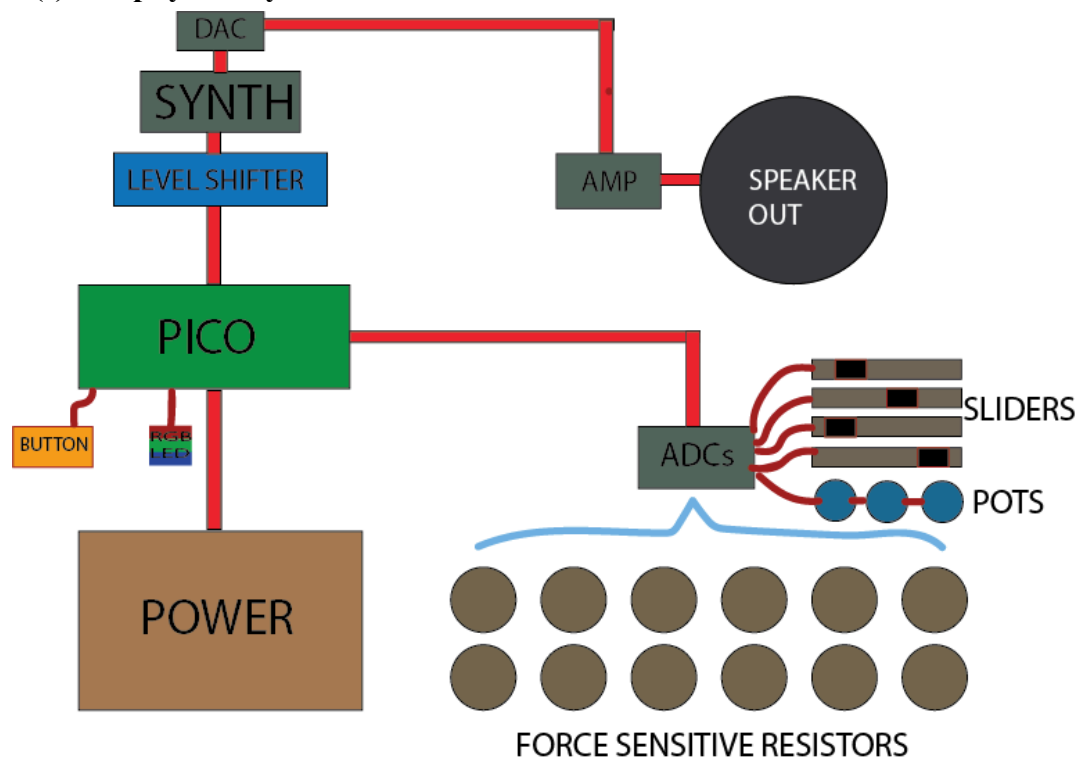 DAC
SYNTH
LEVEL SHIFTER
AMP
SPEAKER
OUT
PICO
BUTTON
RGB
LED
ADCs
SLIDERS
POTS
POWER
FORCE SENSITIVE RESISTORS